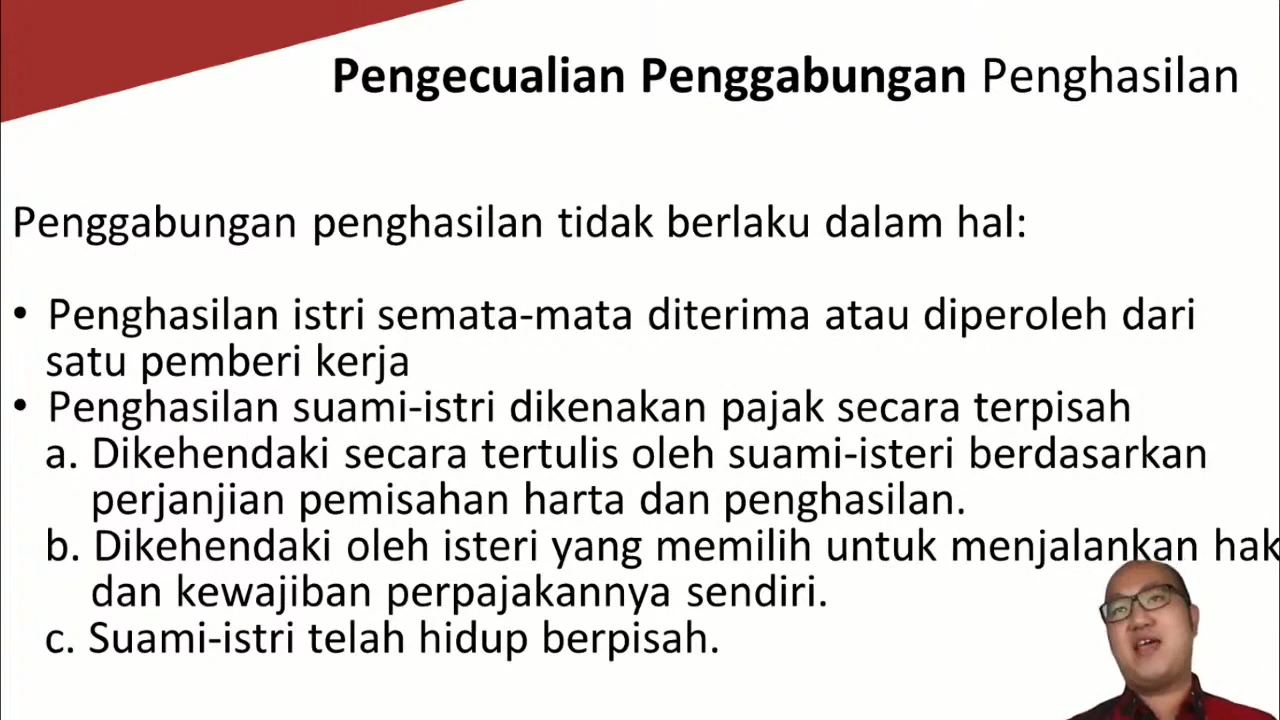 Pengecualian Penggabungan Penghasilan
Penggabungan penghasilan tidak berlaku dalam hal:
• Penghasilan istri semata-mata diterima atau diperoleh dari
satu pemberi kerja
• Penghasilan suami-istri dikenakan pajak secara terpisah
a. Dikehendaki secara tertulis oleh suami-isteri berdasarkan
perjanjian pemisahan harta dan penghasilan.
b. Dikehendaki oleh isteri yang memilih untuk menjalankan hak
dan kewajiban perpajakannya sendiri.
c. Suami-istri telah hidup berpisah.